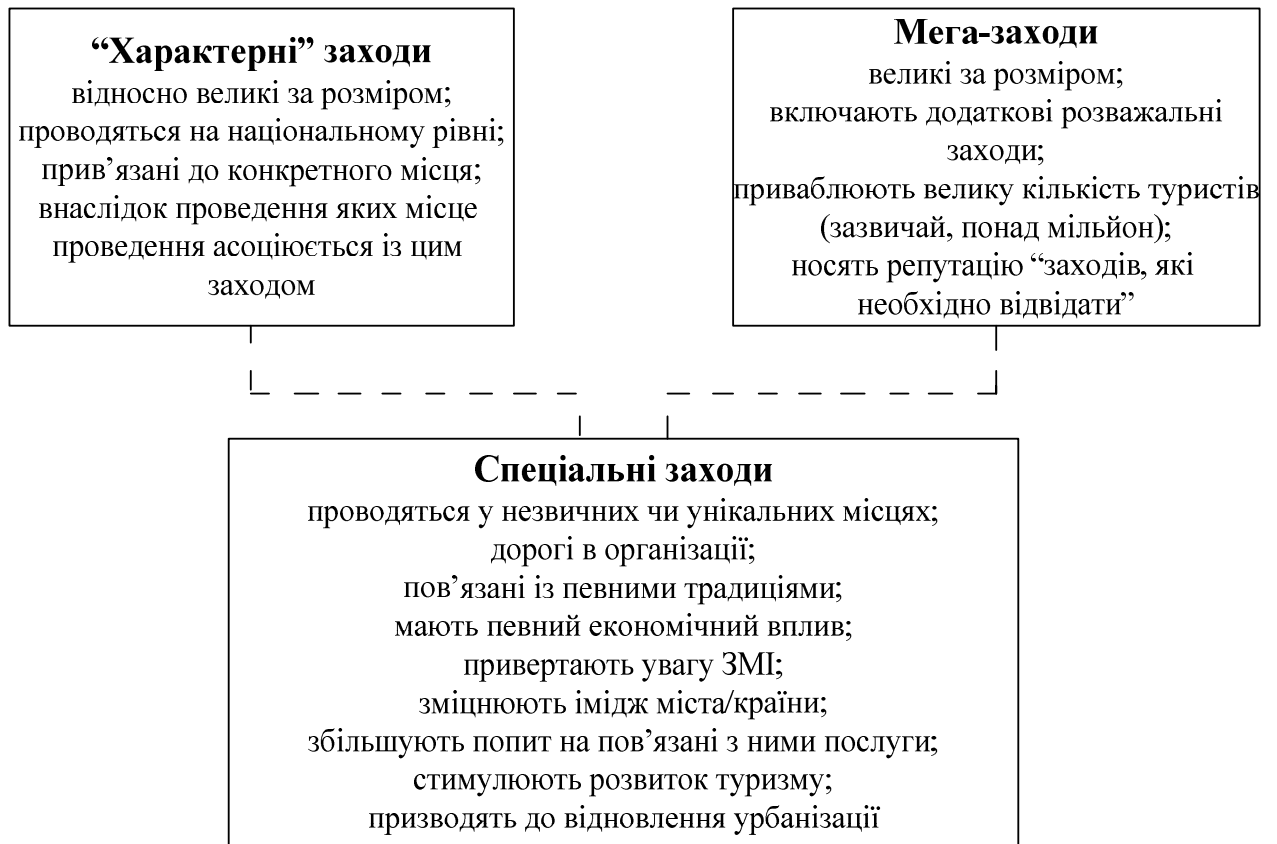 “Характерні” заходи
відносно великі за розміром;
проводяться на національному рівні;
прив’язані до конкретного місця;
внаслідок проведення яких місце
проведення асоціюється із цим
заходом
Мега-заходи
великі за розміром;
включають додаткові розважальні
заходи;
приваблюють велику кількість туристів
(зазвичай, понад мільйон);
носять репутацію “заходів, які
необхідно відвідати”
Спеціальні заходи
проводяться у незвичних чи унікальних місцях;
дорогі в організації;
пов’язані із певними традиціями;
мають певний економічний вплив;
привертають увагу ЗМІ;
зміцнюють імідж міста/країни;
збільшують попит на пов’язані з ними послуги;
стимулюють розвиток туризму;
призводять до відновлення урбанізації